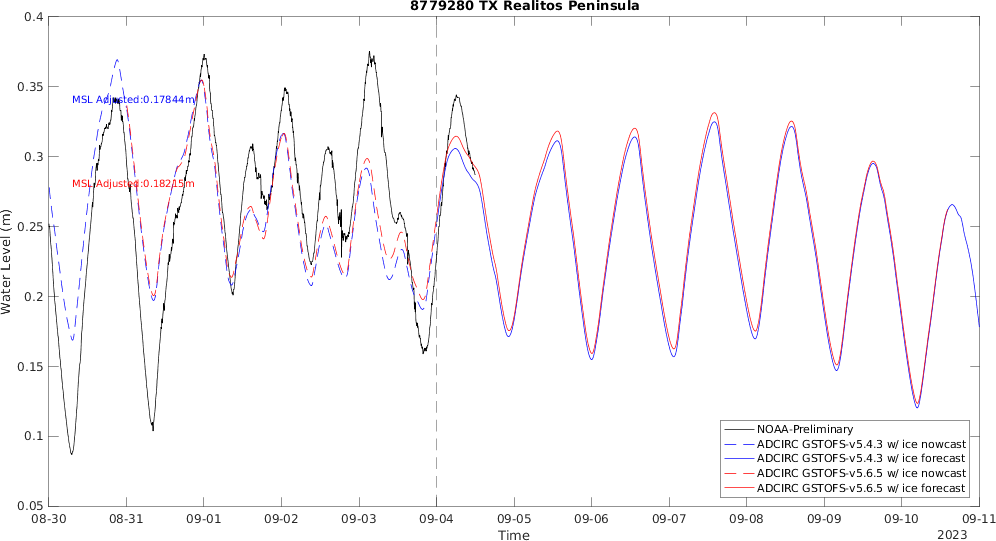 8779280 TX Realitos Peninsula
0.4
0.35
0.3
0.25
0.2
0.15
0.1
0.05
Water Level (m)
MSL Adjusted:0.17844m
MSL Adjusted:0.18215m
NOAA-Preliminary
ADCIRC GSTOFS-v5.4.3 w/ ice nowcast
ADCIRC GSTOFS-v5.4.3 w/ ice forecast
ADCIRC GSTOFS-v5.6.5 w/ ice nowcast
ADCIRC GSTOFS-v5.6.5 w/ ice forecast
08-30 08-31 09-01 09-02 09-03 09-04 09-05 09-06 09-07 09-08 09-09 09-10 09-11
Time
2023